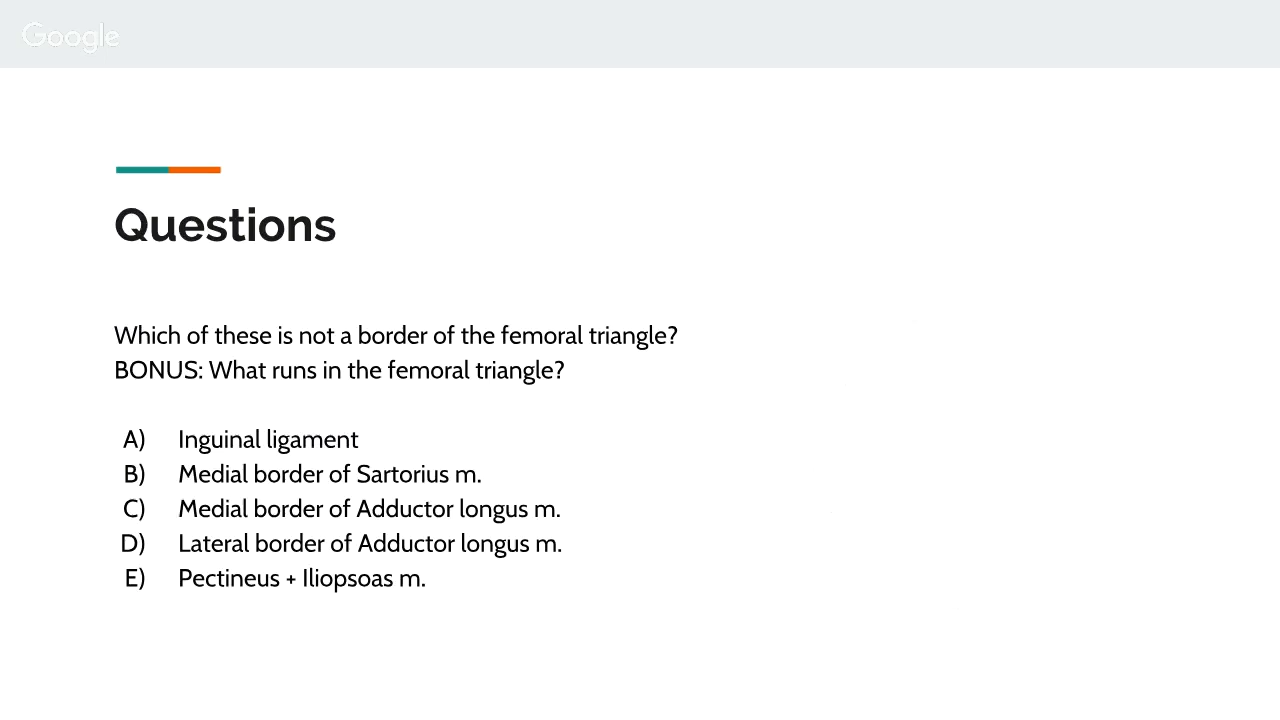 Google
Questions
Which of these is not a border of the femoral triangle?
BONUS: What runs in the femoral triangle?
A) Inguinal ligament
B) Medial border of Sartorius m.
C) Medial border of Adductor longus m.
D) Lateral border of Adductor longus m.
E) Pectineus + Iliopsoas m.